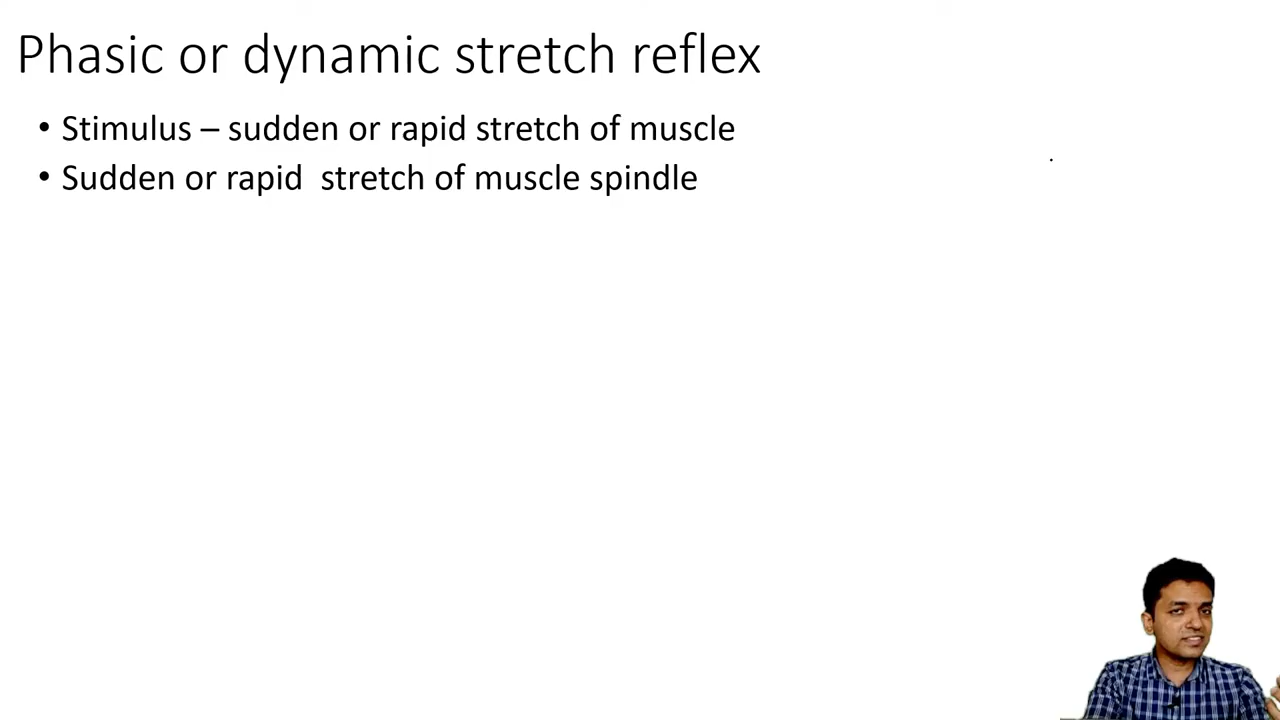 Phasic or dynamic stretch reflex
• Stimulus – sudden or rapid stretch of muscle
• Sudden or rapid  stretch of muscle spindle